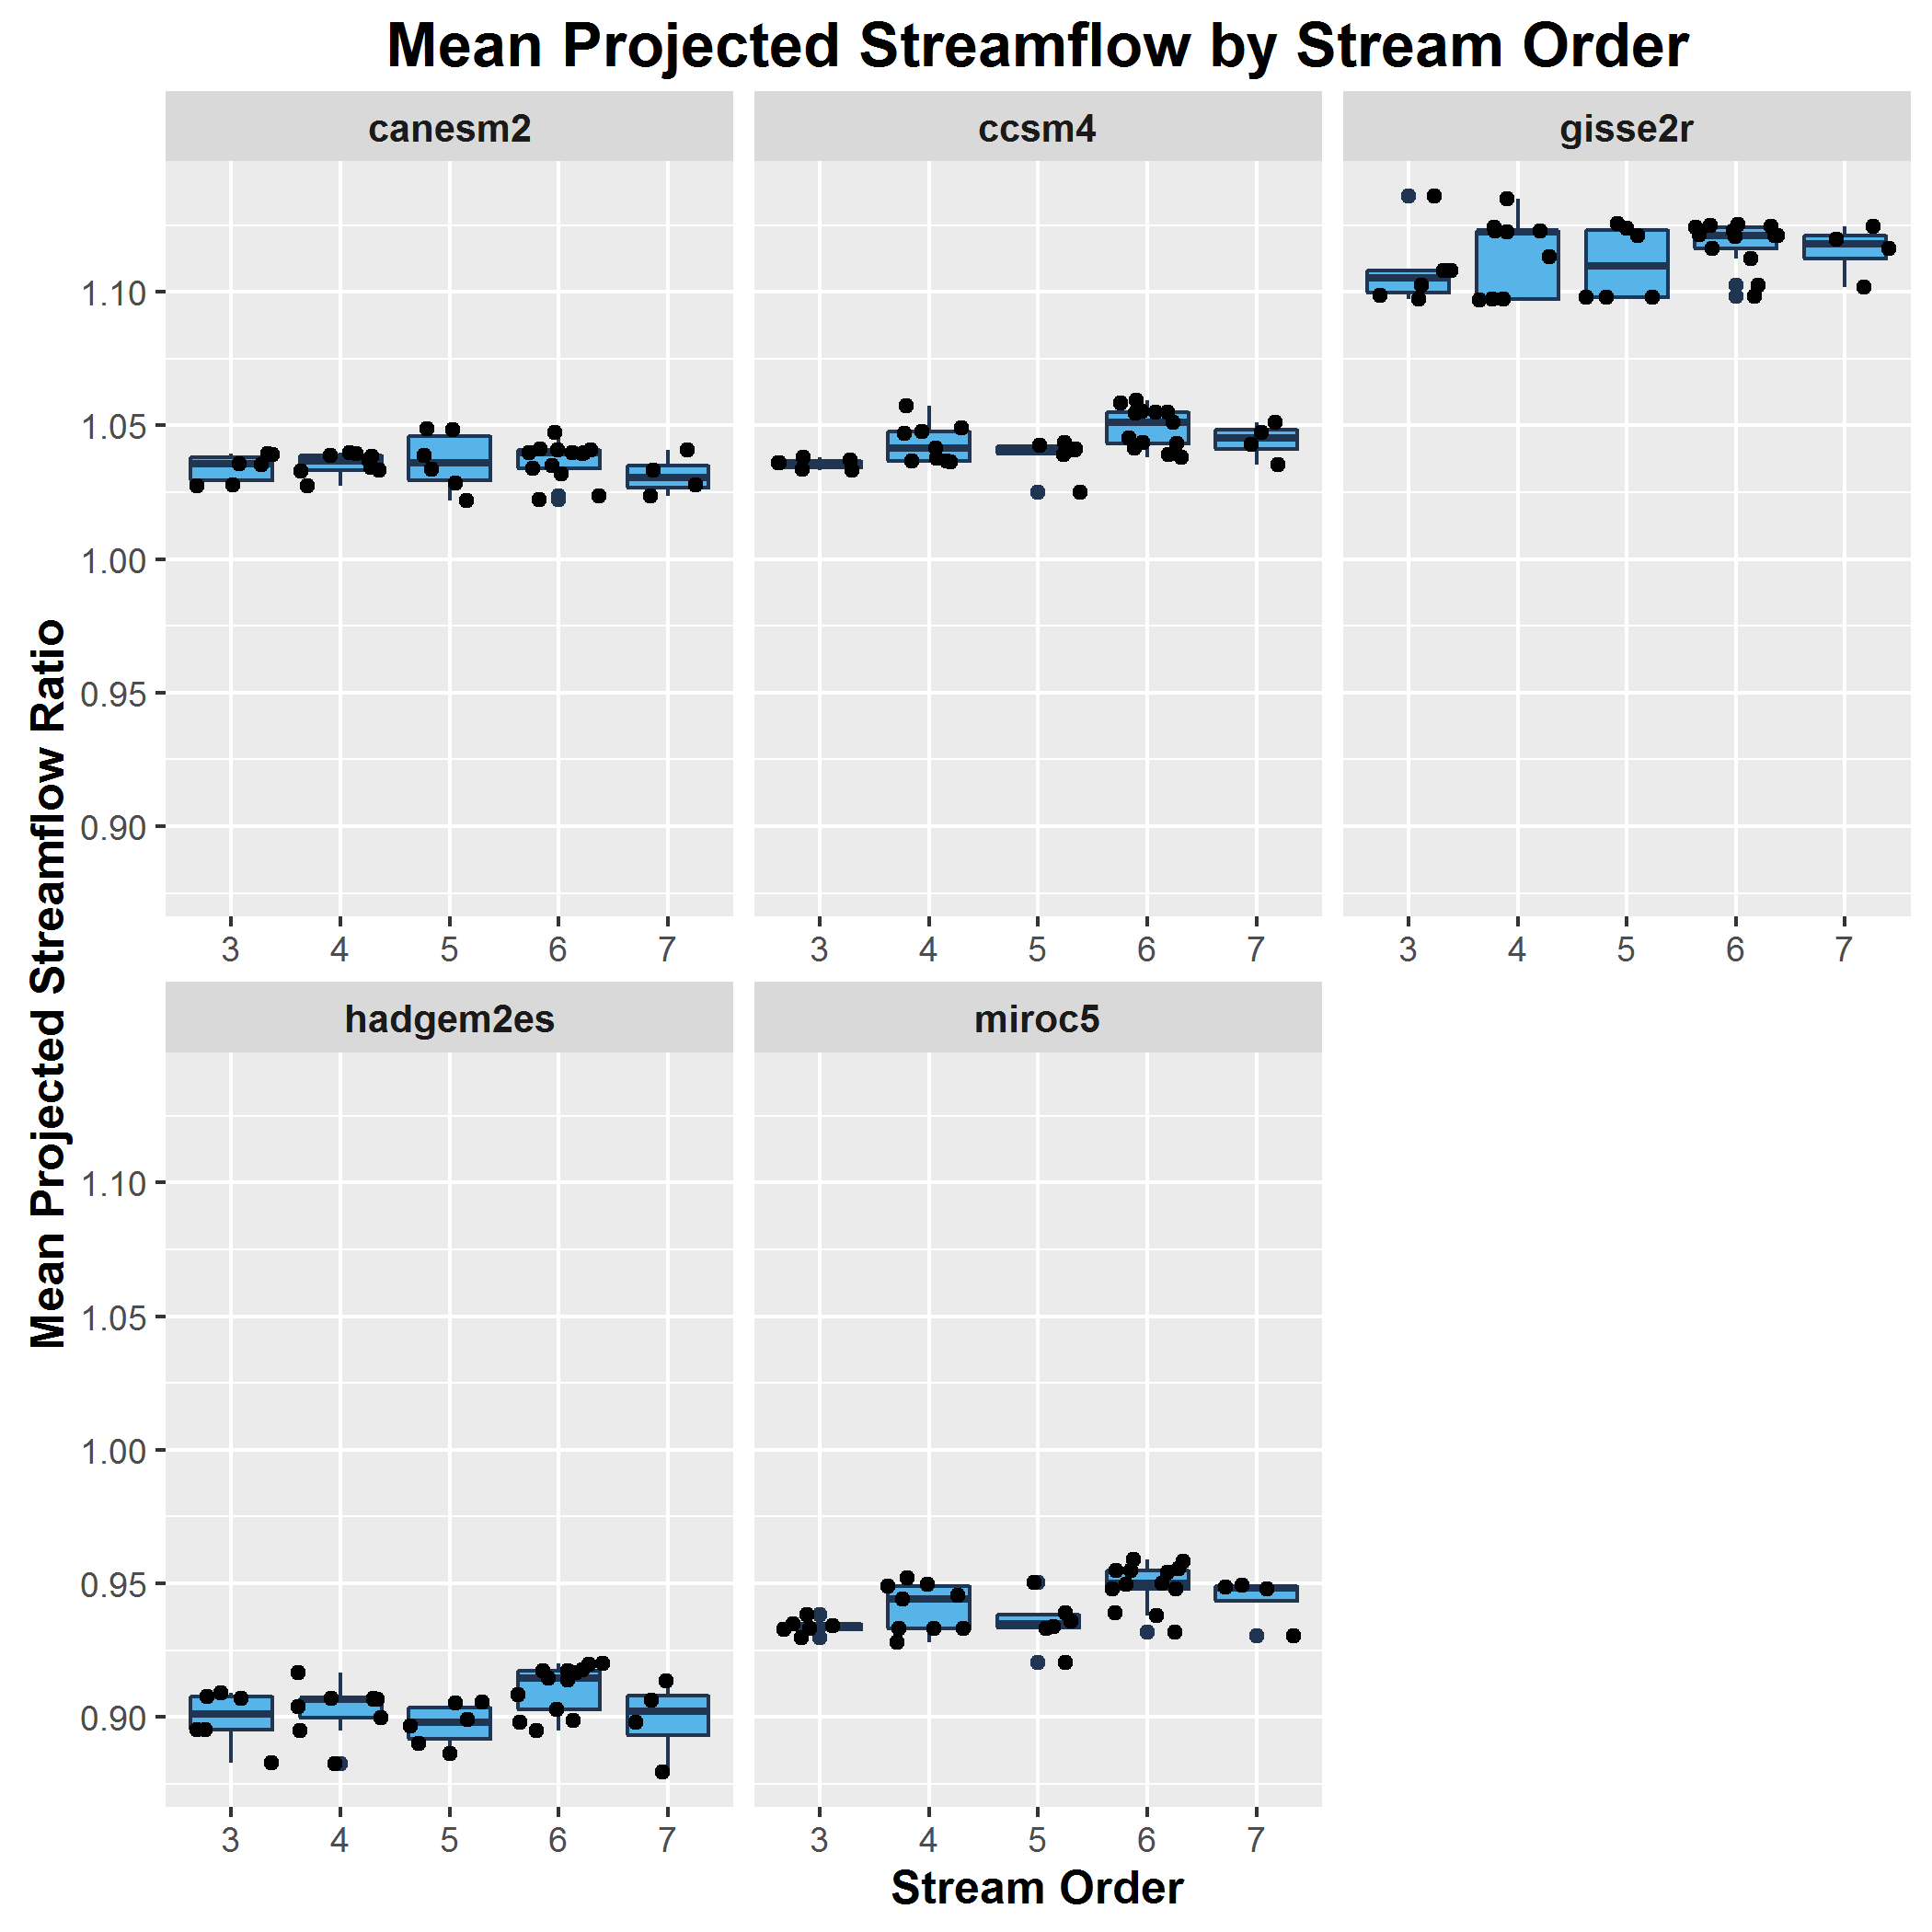 Mean Projected Streamflow by Stream Order
canesm2
ccsm4
gisse2r
Mean Projected Streamflow Ratio
1.10
1.05
1.00
0.95
0.90
3 4 5 6 7
3 4 5 6 7
3 4 5 6 7
hadgem2es
miroc5
1.10
1.05
1.00
0.95
0.90
3 4 5 6 7
3 4 5 6 7
Stream Order